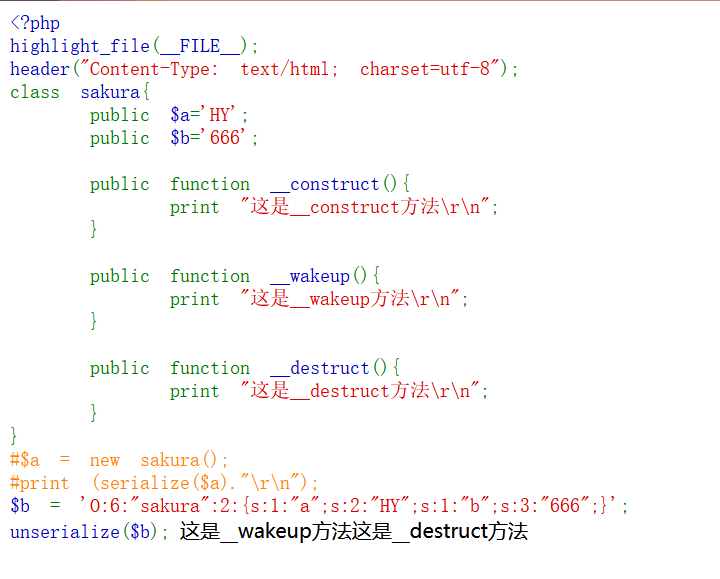 <?php
highlight_file(__FILE__);
header("Content-Type: text/html; charset=utf-8");
class sakura{
        public $a='HY';
        public $b='666';

        public function __construct(){
                print "这是__construct方法\r\n";
        }

        public function __wakeup(){
                print "这是__wakeup方法\r\n";
        }

        public function __destruct(){
                print "这是__destruct方法\r\n";
        }
}
#$a = new sakura();
#print (serialize($a)."\r\n");
$b = 'O:6:"sakura":2:{s:1:"a";s:2:"HY";s:1:"b";s:3:"666";}';
unserialize($b); 这是__wakeup方法这是__destruct方法